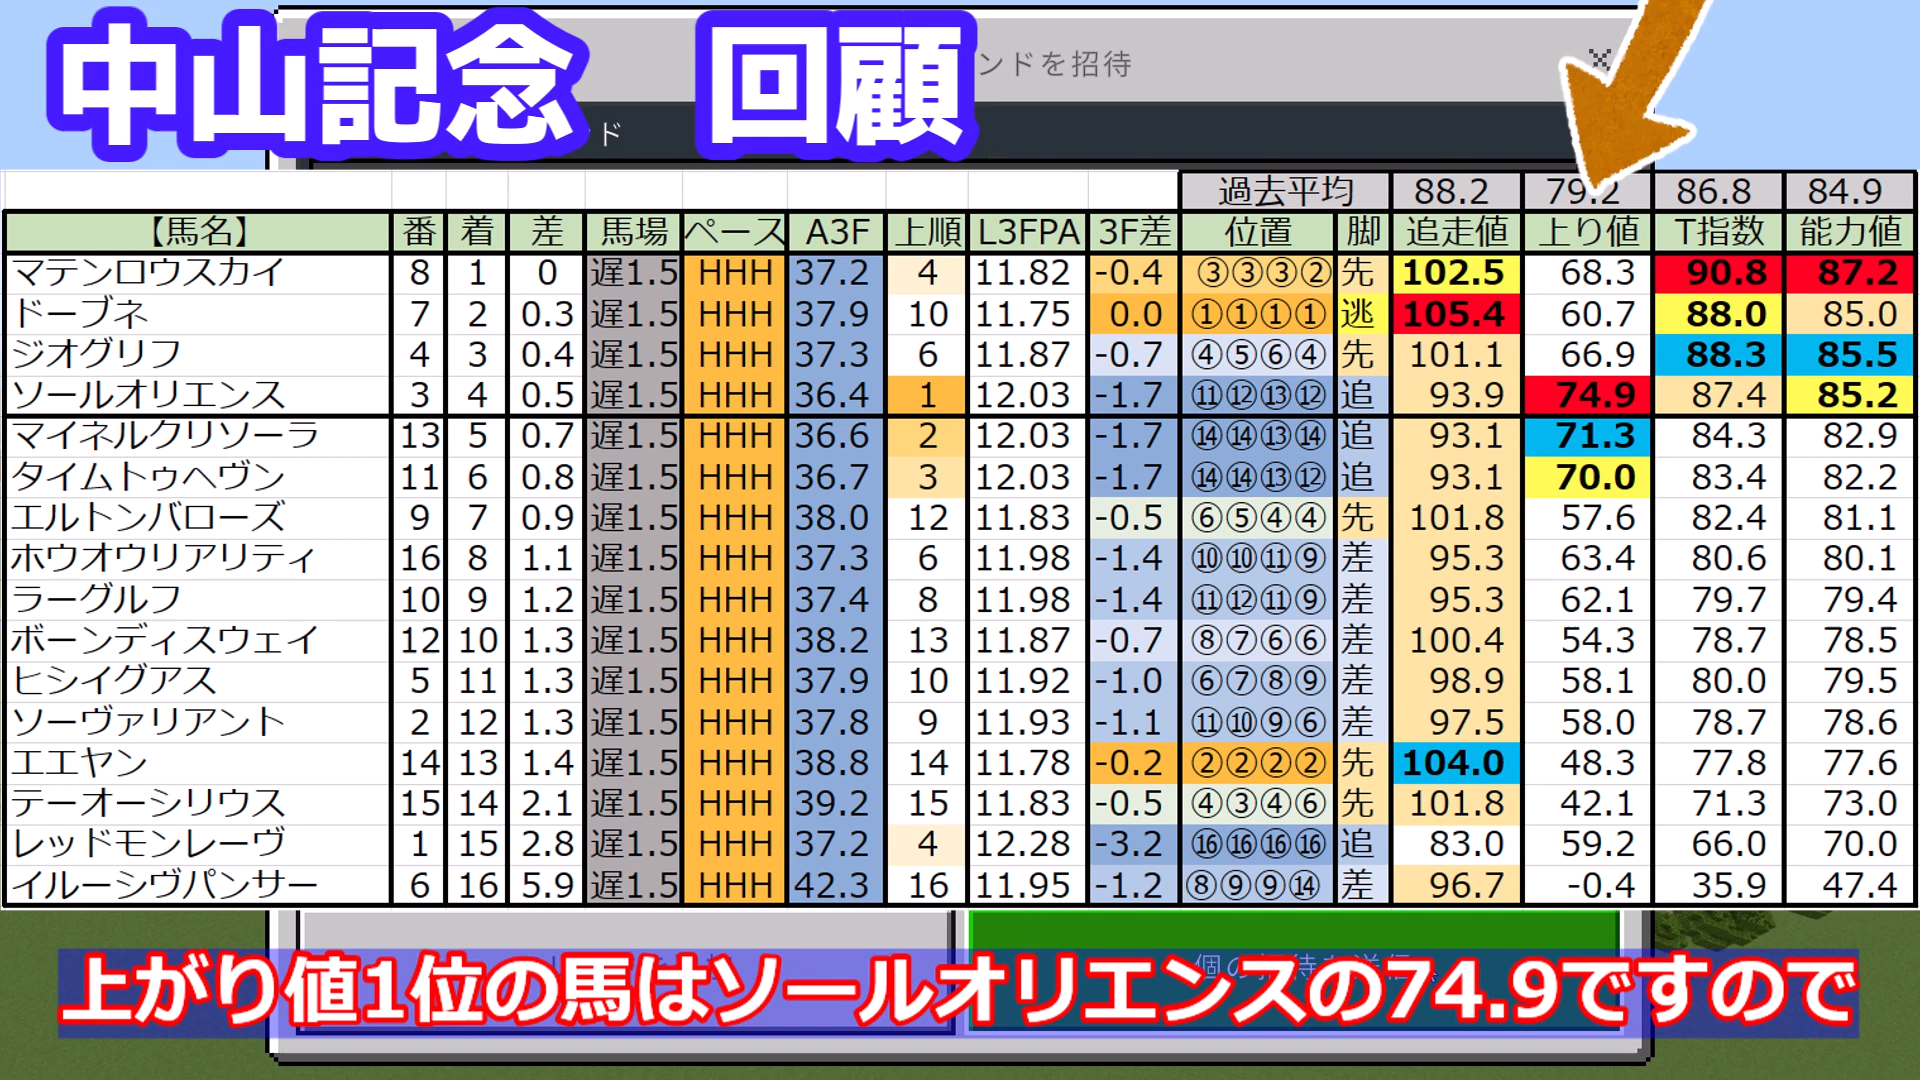 中山記念 回顧
ンドを招待
ド
過去平均 88.2 79.2 86.8 84.9
【馬名】 番 着 差 馬場 ペース A3F 上順 L3FPA 3F差 位置 脚 追走値 上り値 T指数 能力値
マテンロウスカイ 8 1 0 遅1.5 HHH 37.2 4 11.82 -0.4 ③③③② 先 102.5 68.3 90.8 87.2
ドーブネ 7 2 0.3 遅1.5 HHH 37.9 10 11.75 0.0 ①①①① 逃 105.4 60.7 88.0 85.0
ジオグリフ 4 3 0.4 遅1.5 HHH 37.3 6 11.87 -0.7 ④⑤⑥④ 先 101.1 66.9 88.3 85.5
ソールオリエンス 3 4 0.5 遅1.5 HHH 36.4 1 12.03 -1.7 ⑪⑫⑬⑫ 追 93.9 74.9 87.4 85.2
マイネルクリソーラ 13 5 0.7 遅1.5 HHH 36.6 2 12.03 -1.7 ⑭⑭⑬⑭ 追 93.1 71.3 84.3 82.9
タイムトゥヘヴン 11 6 0.8 遅1.5 HHH 36.7 3 12.03 -1.7 ⑭⑭⑬⑫ 追 93.1 70.0 83.4 82.2
エルトンバローズ 9 7 0.9 遅1.5 HHH 38.0 12 11.83 -0.5 ⑥⑤④④ 先 101.8 57.6 82.4 81.1
ホウオウリアリティ 16 8 1.1 遅1.5 HHH 37.3 6 11.98 -1.4 ⑩⑩⑪⑨ 差 95.3 63.4 80.6 80.1
ラーグルフ 10 9 1.2 遅1.5 HHH 37.4 8 11.98 -1.4 ⑪⑫⑪⑨ 差 95.3 62.1 79.7 79.4
ボーンディスウェイ 12 10 1.3 遅1.5 HHH 38.2 13 11.87 -0.7 ⑧⑦⑥⑥ 差 100.4 54.3 78.7 78.5
ヒシイグアス 5 11 1.3 遅1.5 HHH 37.9 10 11.92 -1.0 ⑥⑦⑧⑨ 差 98.9 58.1 80.0 79.5
ソーヴァリアント 2 12 1.3 遅1.5 HHH 37.8 9 11.93 -1.1 ⑪⑩⑨⑥ 差 97.5 58.0 78.7 78.6
エエヤン 14 13 1.4 遅1.5 HHH 38.8 14 11.78 -0.2 ②②②② 先 104.0 48.3 77.8 77.6
テーオーシリウス 15 14 2.1 遅1.5 HHH 39.2 15 11.83 -0.5 ④③④⑥ 先 101.8 42.1 71.3 73.0
レッドモンレーヴ 1 15 2.8 遅1.5 HHH 37.2 4 12.28 -3.2 ⑯⑯⑯⑯ 追 83.0 59.2 66.0 70.0
イルーシヴパンサー 6 16 5.9 遅1.5 HHH 42.3 16 11.95 -1.2 ⑧⑨⑨⑭ 差 96.7 -0.4 35.9 47.4
上がり値1位の馬はソールオリエンスの74.9ですので